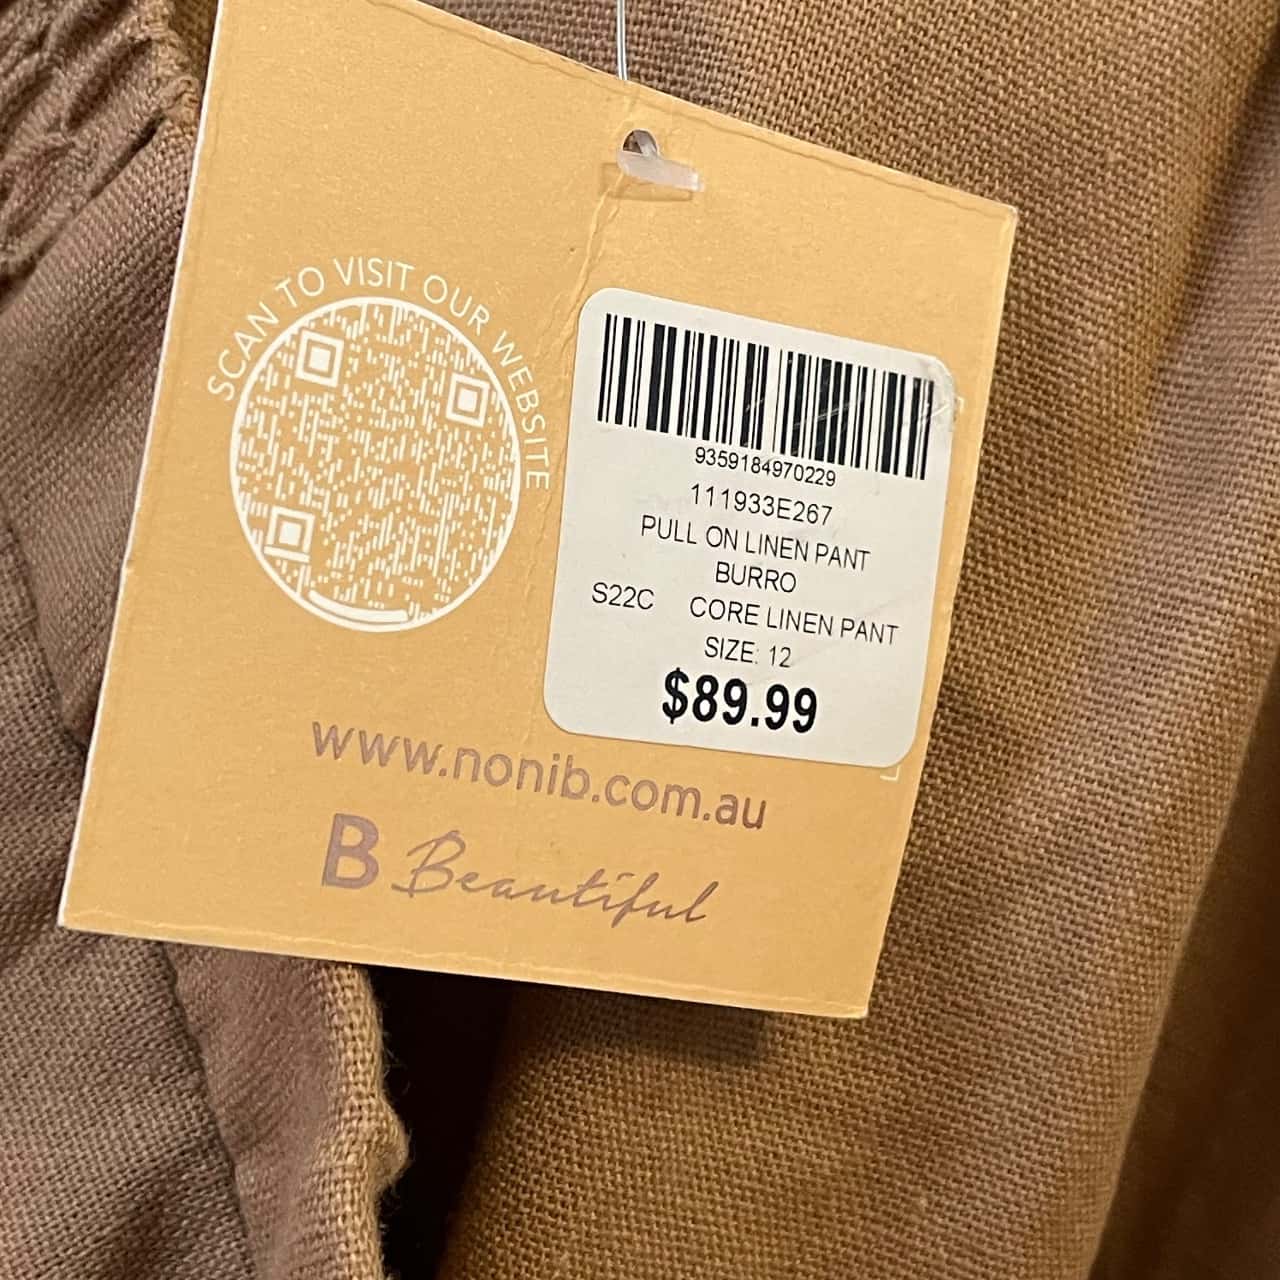 SCAN TO VISIT OUR WEBSITE
9359184970229
111933E267
PULL ON LINEN PANT
BURRO
S22C CORE LINEN PANT
SIZE: 12
$89.99
www.nonib.com.au
B Beautiful